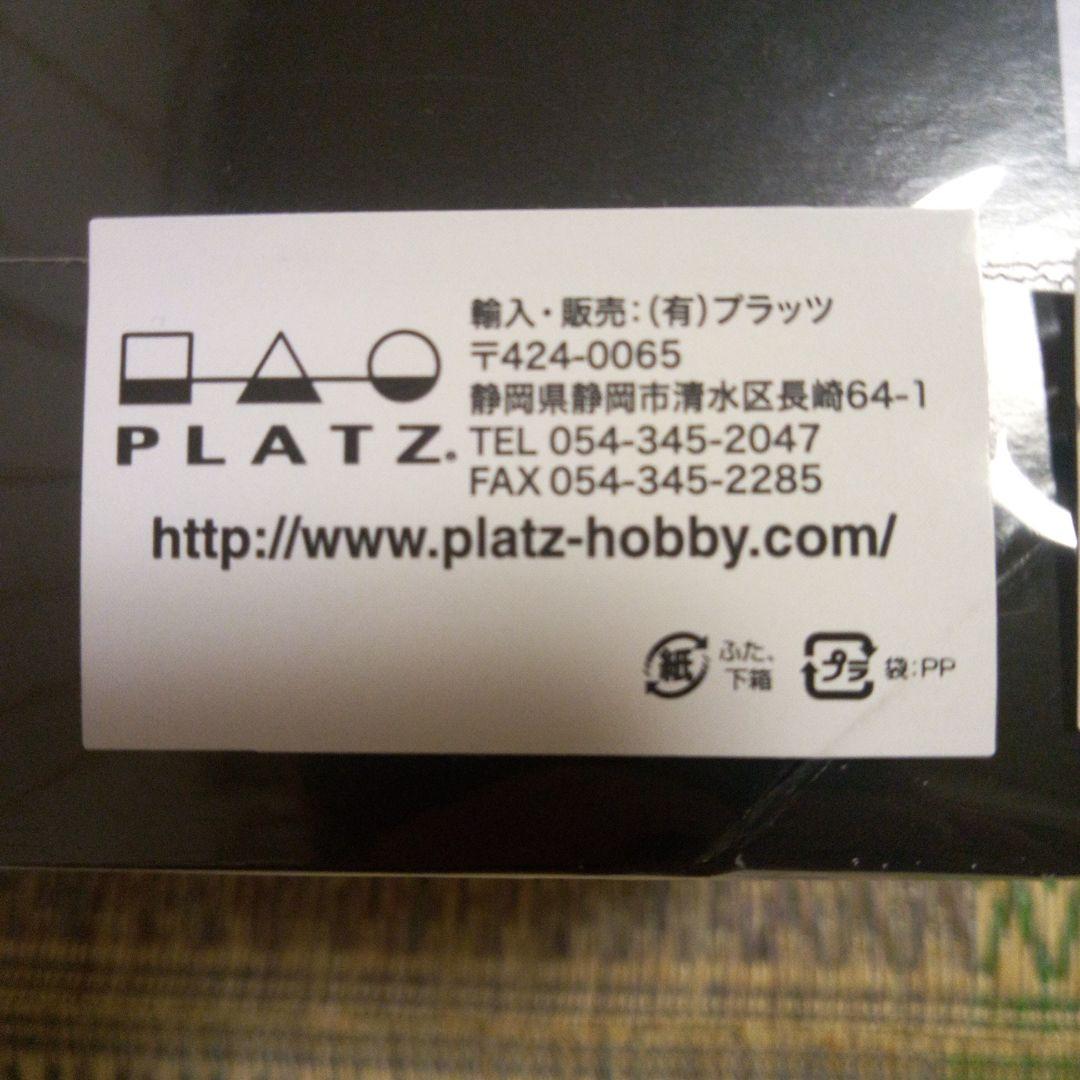 輸入・販売：（有）プラッツ
〒424-0065
静岡県静岡市清水区長崎64-1
TEL 054-345-2047
FAX 054-345-2285
PLATZ®
http://www.platz-hobby.com/
紙 ふた、
下箱
プラ 袋：PP